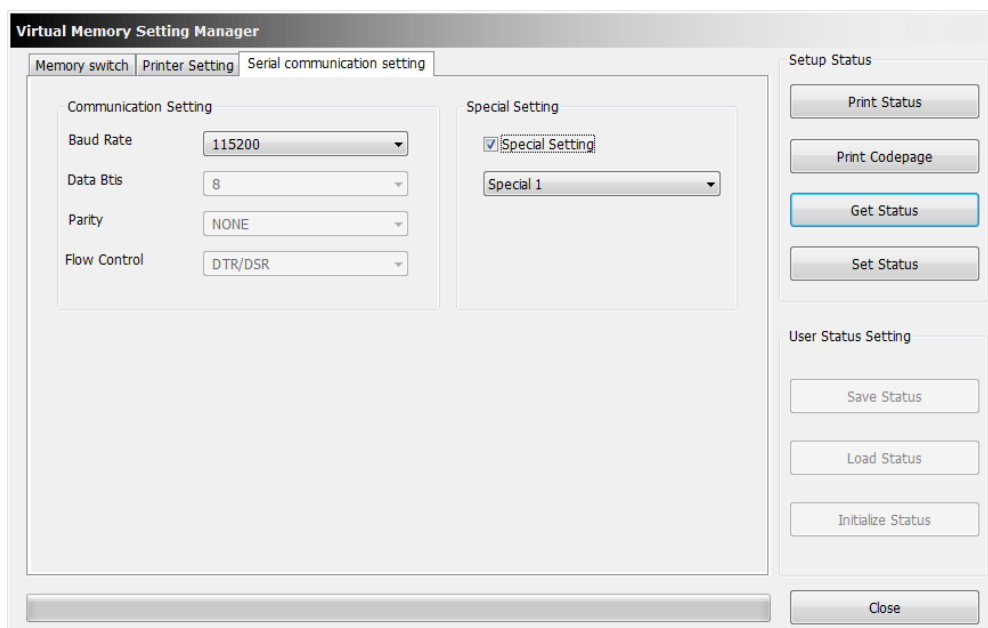 Virtual Memory Setting Manager
Memory switch Printer Setting Serial communication setting
Communication Setting
Baud Rate 115200
Data Btis 8
Parity NONE
Flow Control DTR/DSR
Special Setting
Special Setting
Special 1
Setup Status
Print Status
Print Codepage
Get Status
Set Status
User Status Setting
Save Status
Load Status
Initialize Status
Close